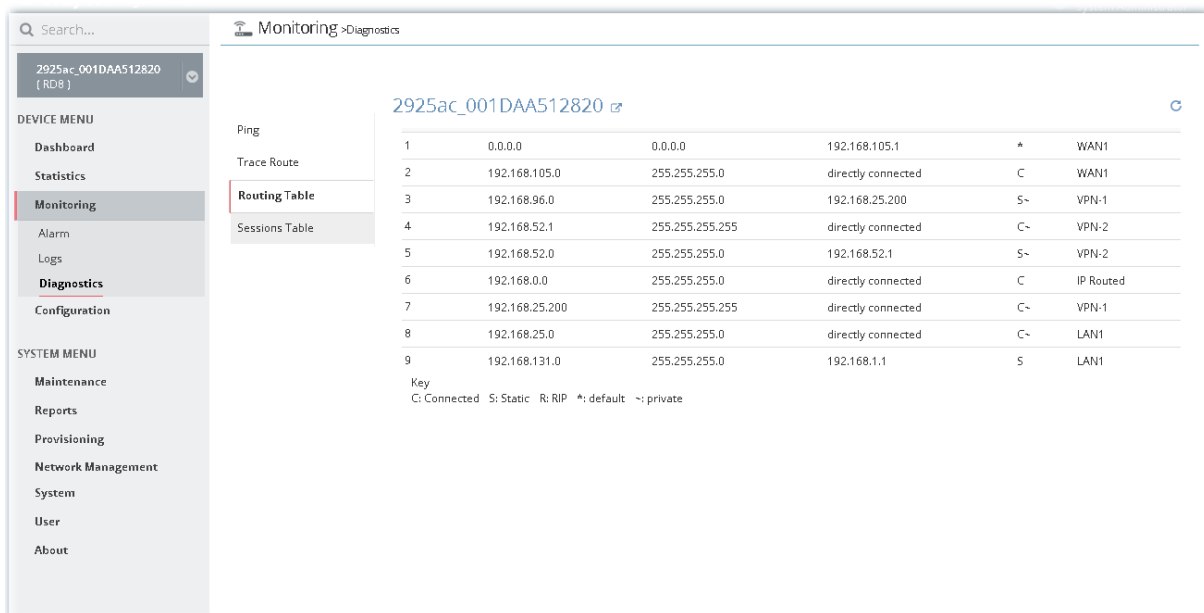 Search...
Monitoring >Diagnostics
2925ac_001DAA512820
( RD8 )
DEVICE MENU
Dashboard
Statistics
Monitoring
Alarm
Logs
Diagnostics
Configuration
SYSTEM MENU
Maintenance
Reports
Provisioning
Network Management
System
User
About
Ping
Trace Route
Routing Table
Sessions Table
2925ac_001DAA512820
1 0.0.0.0 0.0.0.0 192.168.105.1 * WAN1
2 192.168.105.0 255.255.255.0 directly connected C WAN1
3 192.168.96.0 255.255.255.0 192.168.25.200 S~ VPN-1
4 192.168.52.1 255.255.255.255 directly connected C~ VPN-2
5 192.168.52.0 255.255.255.0 192.168.52.1 S~ VPN-2
6 192.168.0.0 255.255.255.0 directly connected C IP Routed
7 192.168.25.200 255.255.255.255 directly connected C~ VPN-1
8 192.168.25.0 255.255.255.0 directly connected C~ LAN1
9 192.168.131.0 255.255.255.0 192.168.1.1 S LAN1
Key
C: Connected S: Static R: RIP *: default ~: private